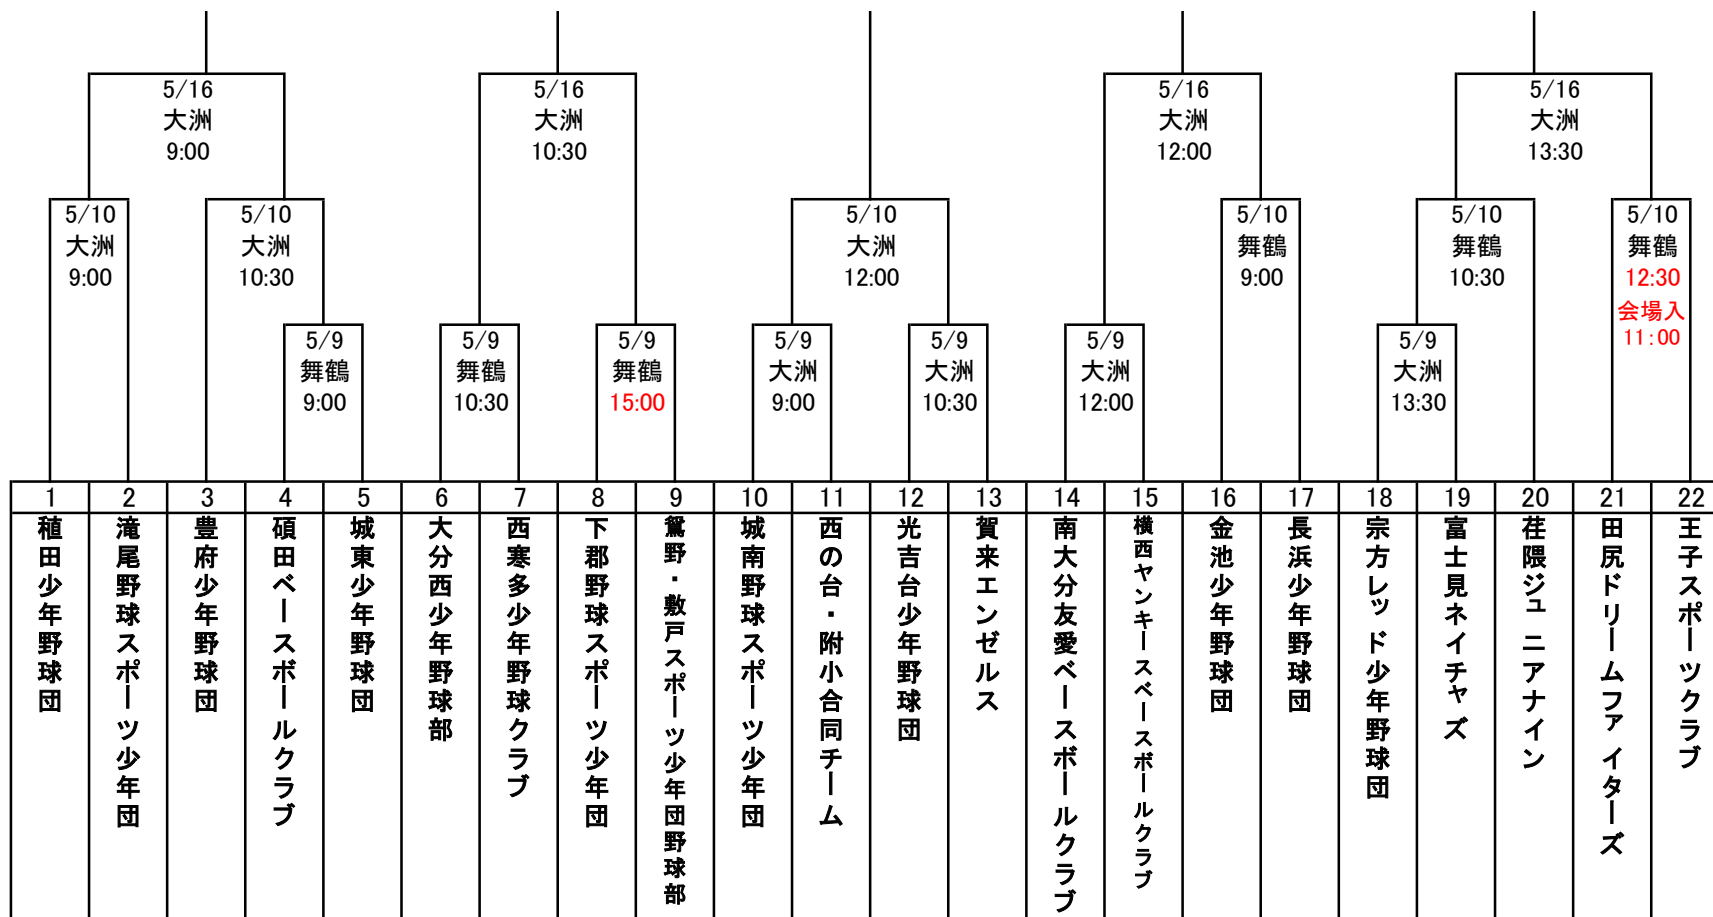 5/16
大洲
9:00
5/16
大洲
10:30
5/16
大洲
12:00
5/16
大洲
13:30
5/10
大洲
9:00
5/10
大洲
10:30
5/10
大洲
12:00
5/10
舞鶴
9:00
5/10
舞鶴
10:30
5/10
舞鶴
12:30
会場入
11:00
5/9
舞鶴
9:00
5/9
舞鶴
10:30
5/9
舞鶴
15:00
5/9
大洲
9:00
5/9
大洲
10:30
5/9
大洲
12:00
5/9
大洲
13:30
1
稙田少年野球団
2
滝尾野球スポーツ少年団
3
豊府少年野球団
4
碩田ベースボールクラブ
5
城東少年野球団
6
大分西少年野球部
7
西寒多少年野球クラブ
8
下郡野球スポーツ少年団
9
鴛野・敷戸スポーツ少年団野球部
10
城南野球スポーツ少年団
11
西の台・附小合同チーム
12
光吉台少年野球団
13
賀来エンゼルス
14
南大分友愛ベースボールクラブ
15
横西ヤンキースベースボールクラブ
16
金池少年野球団
17
長浜少年野球団
18
宗方レッド少年野球団
19
富士見ネイチャズ
20
荏隈ジュニアナイン
21
田尻ドリームファイターズ
22
王子スポーツクラブ